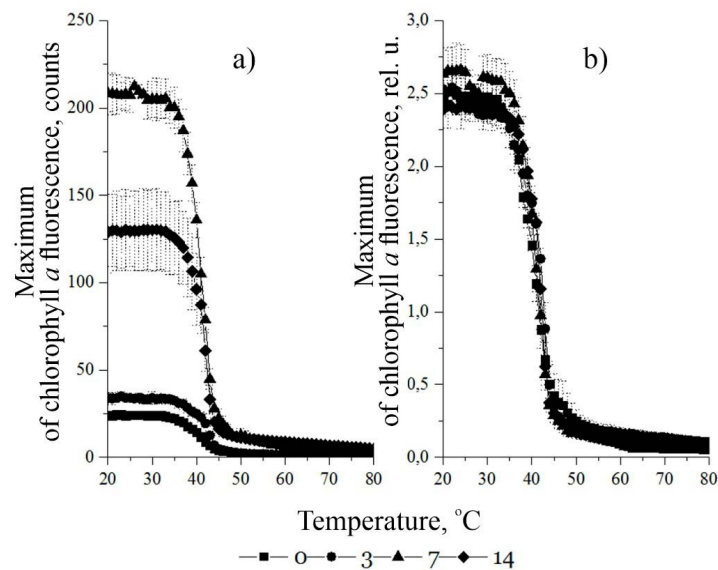 a)
Maximum
of chlorophyll a fluorescence, counts
250
200
150
100
50
0
20 30 40 50 60 70 80
b)
Maximum
of chlorophyll a fluorescence, rel. u.
3,0
2,5
2,0
1,5
1,0
0,5
0,0
20 30 40 50 60 70 80
Temperature, °C
0 3 7 14